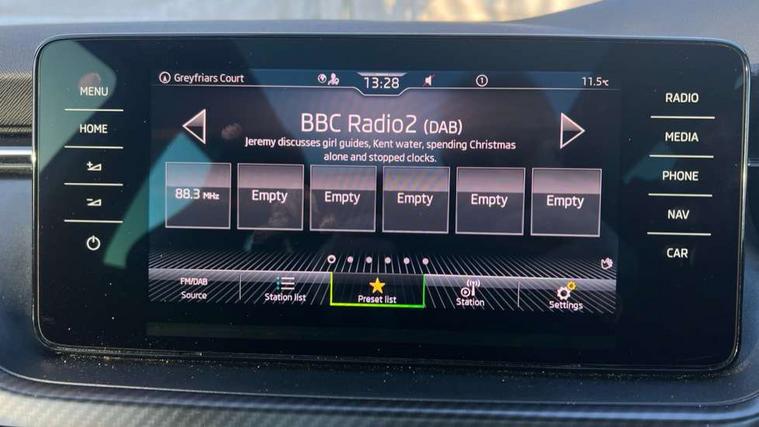 Greyfriars Court
13:28
1
11.5°C
MENU
HOME
RADIO
MEDIA
PHONE
NAV
CAR
BBC Radio2 (DAB)
Jeremy discusses girl guides, Kent water, spending Christmas
alone and stopped clocks.
88.3 MHz
Empty
Empty
Empty
Empty
Empty
FM/DAB
Source
Station list
Preset list
Station
Settings